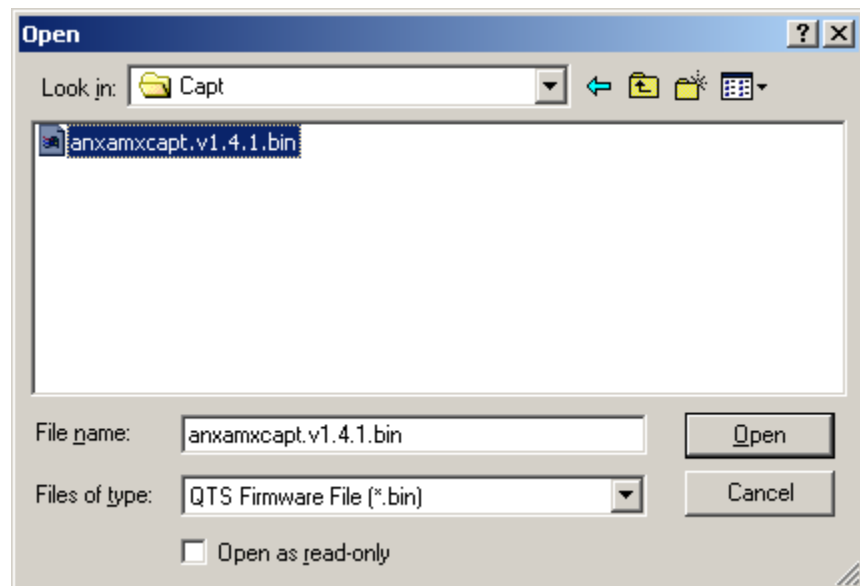 Open
Look in: Capt
anxamxcapt.v1.4.1.bin
File name: anxamxcapt.v1.4.1.bin Open
Files of type: QTS Firmware File (*.bin) Cancel
Open as read-only